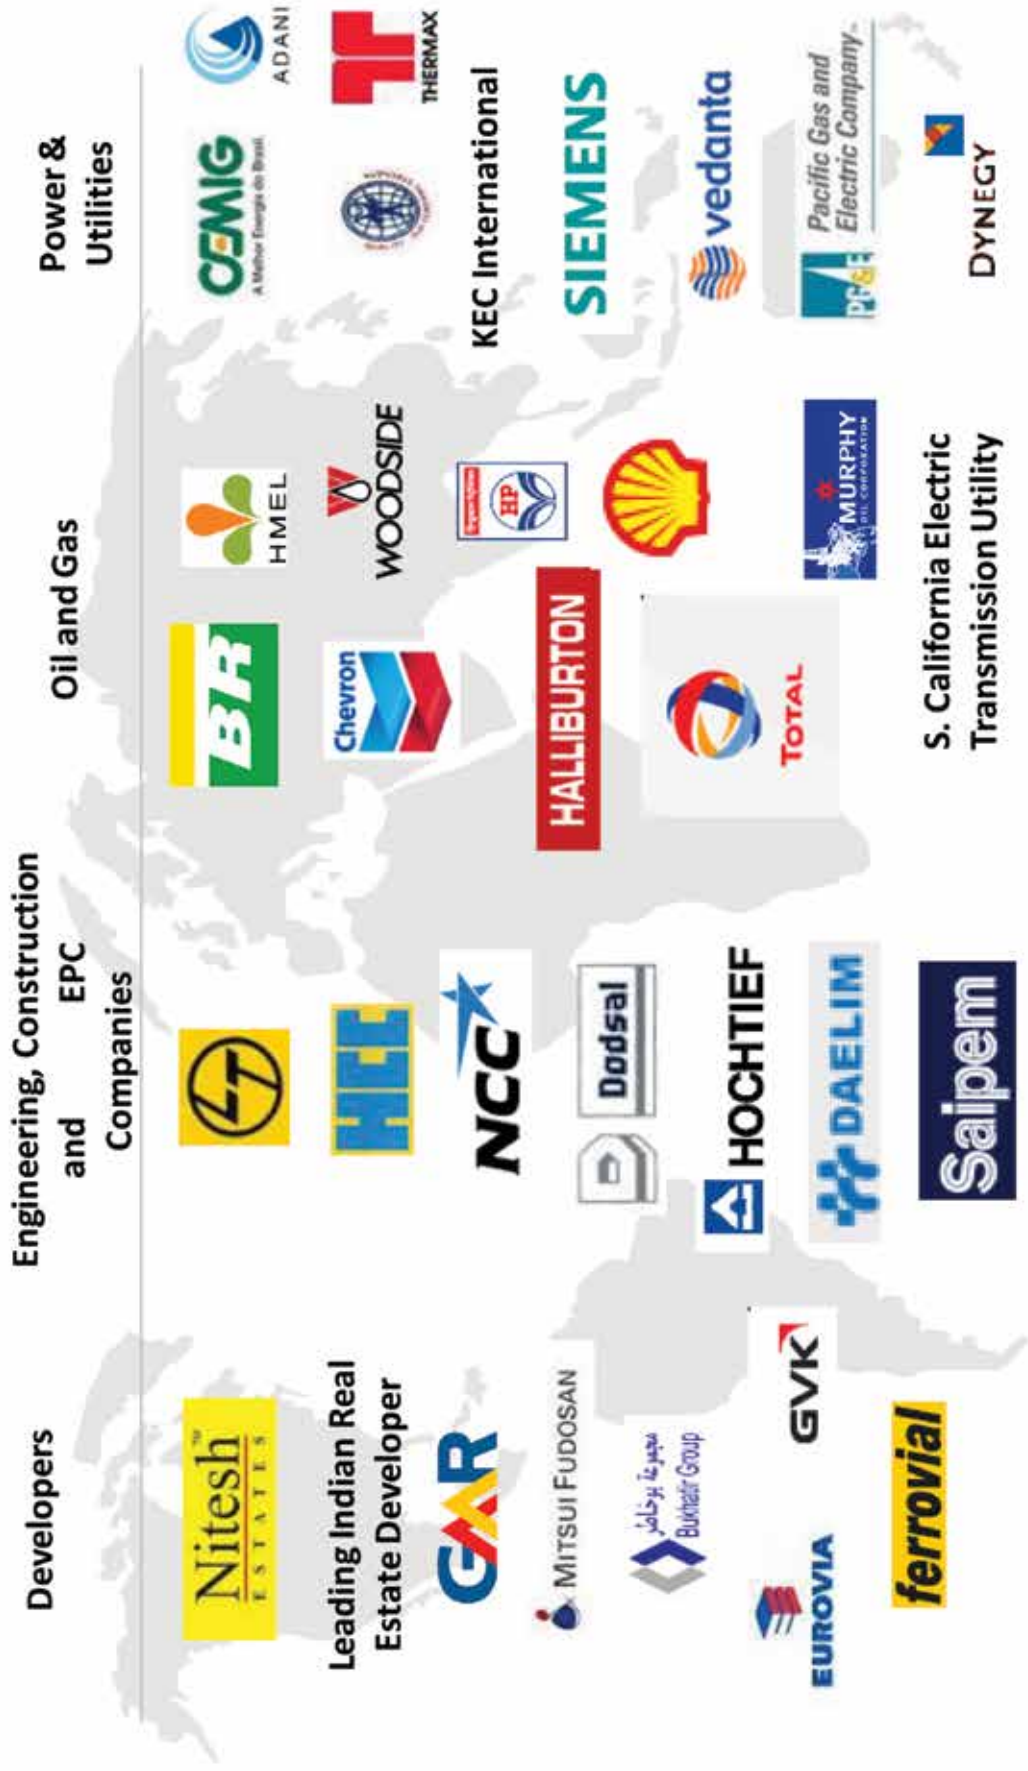 Developers
Nitesh™
ESTATES
Leading Indian Real
Estate Developer
GAR
MITSUI FUDOSAN
مجموعة بوخاطر
Bukhatir Group
GVK
EUROVIA
ferrovial
Engineering, Construction
and EPC
Companies
LT
HCC
NCC
D Dodsal
HOCHTIEF
DAELIM
Saipem
Oil and Gas
BR
HMEL
Chevron
WOODSIDE
HP
HALLIBURTON
TOTAL
MURPHY
OIL CORPORATION
S. California Electric
Transmission Utility
Power &
Utilities
CEMIG
A Melhor Energia do Brasil.
ADANI
THERMAX
KEC International
SIEMENS
vedanta
PG&E
Pacific Gas and
Electric Company
DYNEGY